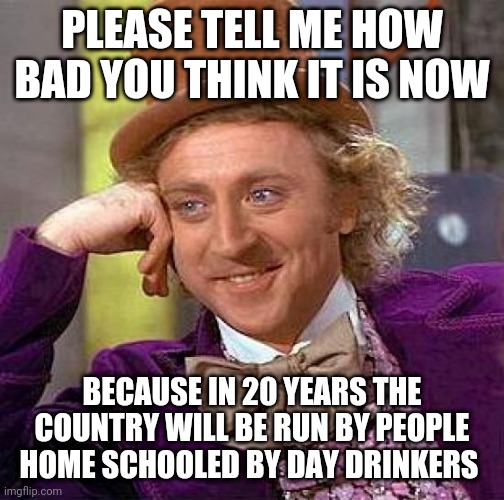 PLEASE TELL ME HOW
BAD YOU THINK IT IS NOW
BECAUSE IN 20 YEARS THE
COUNTRY WILL BE RUN BY PEOPLE
HOME SCHOOLED BY DAY DRINKERS
imgflip.com